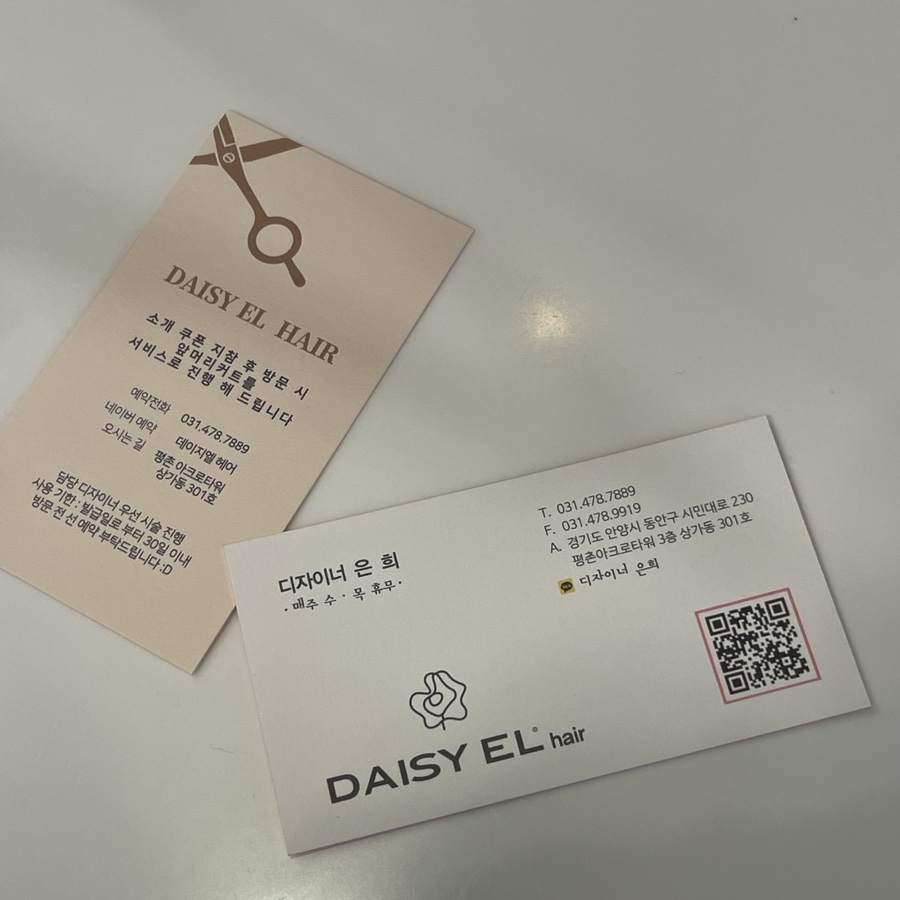 DAISY EL HAIR
소개 쿠폰 지참 후 방문 시
앞머리커트를
서비스로 진행 해 드립니다
예약전화 031.478.7889
네이버 예약 데이지엘 헤어
오시는 길 평촌 아크로타워
상가동 301호
담당 디자이너 우선 시술 진행
사용 기한 : 발급일로 부터 30일 이내
방문 전 선 예약 부탁드립니다 :D
디자이너 은 희
· 매주 수 · 목 휴무 ·
T. 031.478.7889
F. 031.478.9919
A. 경기도 안양시 동안구 시민대로 230
평촌아크로타워 3층 상가동 301호
디자이너 은희
DAISY EL hair